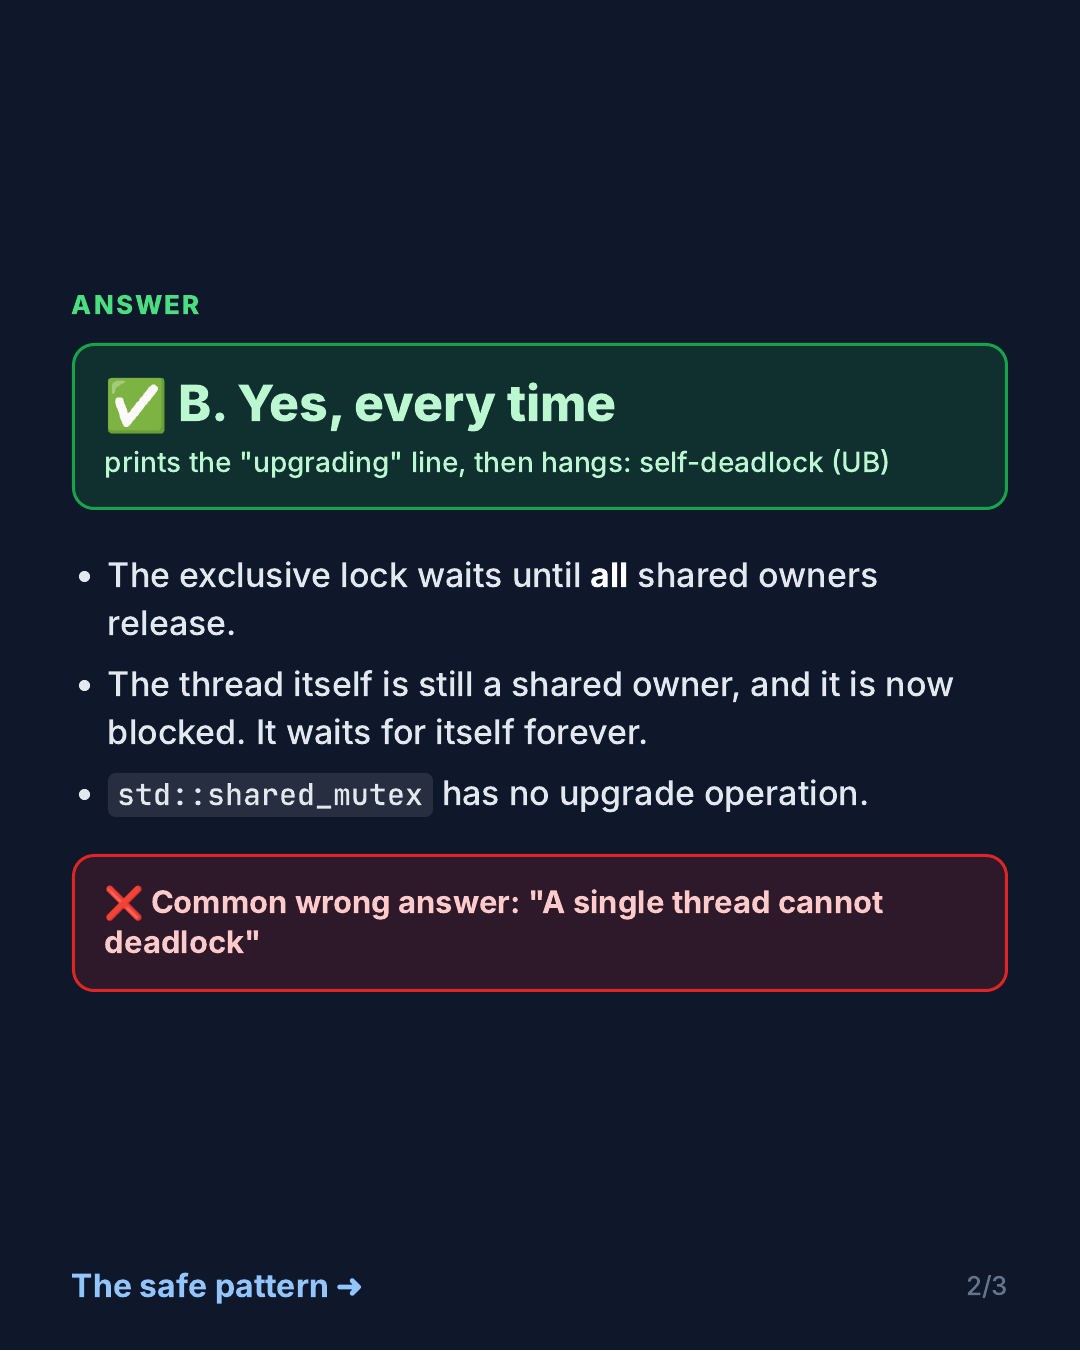 ANSWER
✅ B. Yes, every time
prints the "upgrading" line, then hangs: self-deadlock (UB)
• The exclusive lock waits until all shared owners
release.
• The thread itself is still a shared owner, and it is now
blocked. It waits for itself forever.
• std::shared_mutex has no upgrade operation.
❌ Common wrong answer: "A single thread cannot
deadlock"
The safe pattern ➜
2/3